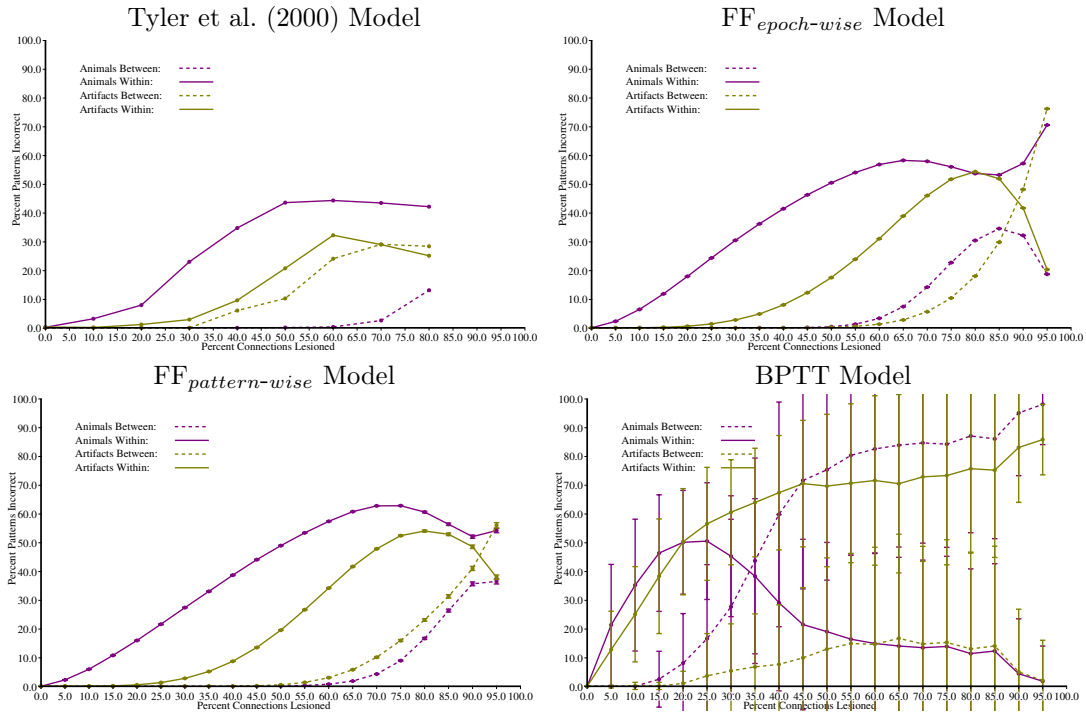 Tyler et al. (2000) Model
Percent Patterns Incorrect
100.0
90.0
80.0
70.0
60.0
50.0
40.0
30.0
20.0
10.0
0.0
Animals Between:
Animals Within:
Artifacts Between:
Artifacts Within:
0.0 5.0 10.0 15.0 20.0 25.0 30.0 35.0 40.0 45.0 50.0 55.0 60.0 65.0 70.0 75.0 80.0 85.0 90.0 95.0 100.0
Percent Connections Lesioned
FFepoch-wise Model
Percent Patterns Incorrect
100.0
90.0
80.0
70.0
60.0
50.0
40.0
30.0
20.0
10.0
0.0
Animals Between:
Animals Within:
Artifacts Between:
Artifacts Within:
0.0 5.0 10.0 15.0 20.0 25.0 30.0 35.0 40.0 45.0 50.0 55.0 60.0 65.0 70.0 75.0 80.0 85.0 90.0 95.0 100.0
Percent Connections Lesioned
FFpattern-wise Model
Percent Patterns Incorrect
100.0
90.0
80.0
70.0
60.0
50.0
40.0
30.0
20.0
10.0
0.0
Animals Between:
Animals Within:
Artifacts Between:
Artifacts Within:
0.0 5.0 10.0 15.0 20.0 25.0 30.0 35.0 40.0 45.0 50.0 55.0 60.0 65.0 70.0 75.0 80.0 85.0 90.0 95.0 100.0
Percent Connections Lesioned
BPTT Model
Percent Patterns Incorrect
100.0
90.0
80.0
70.0
60.0
50.0
40.0
30.0
20.0
10.0
0.0
Animals Between:
Animals Within:
Artifacts Between:
Artifacts Within:
0.0 5.0 10.0 15.0 20.0 25.0 30.0 35.0 40.0 45.0 50.0 55.0 60.0 65.0 70.0 75.0 80.0 85.0 90.0 95.0 100.0
Percent Connections Lesioned